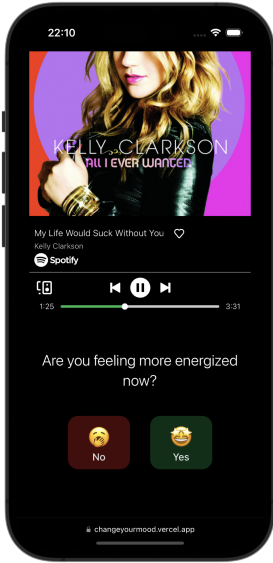 22:10
KELLY CLARKSON
ALL I EVER WANTED
My Life Would Suck Without You
Kelly Clarkson
Spotify
1:25 3:31
Are you feeling more energized
now?
No Yes
changeyourmood.vercel.app